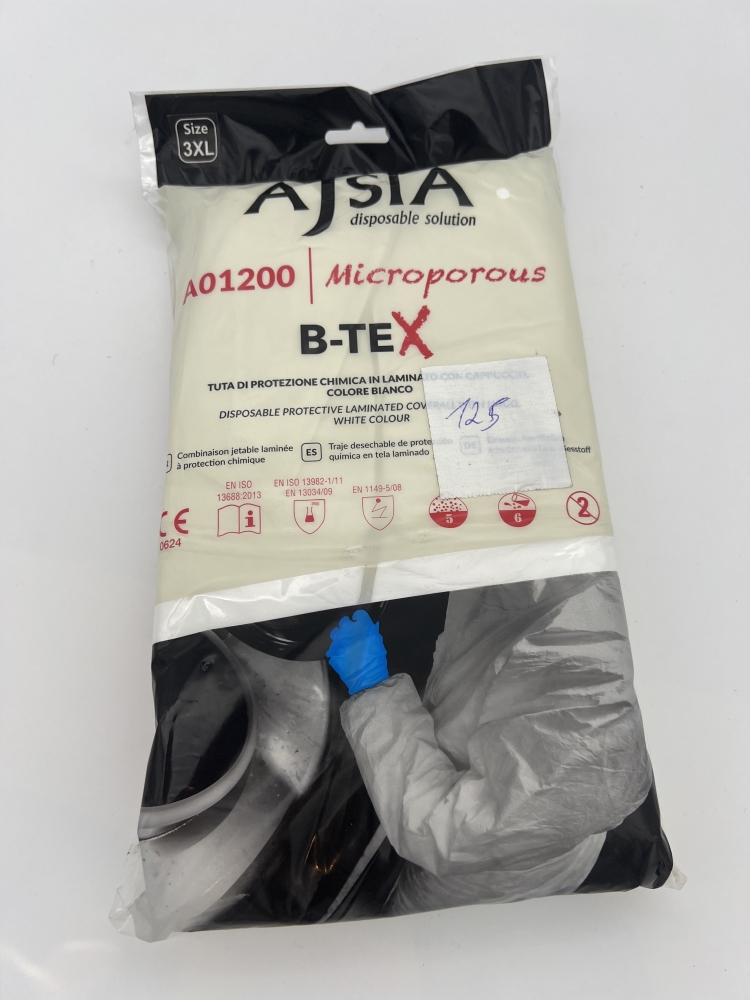 Size
3XL
AJSIA
disposable solution
A01200 | Microporous
B-TEX
TUTA DI PROTEZIONE CHIMICA IN LAMINATO CON CAPPUCCIO.
COLORE BIANCO
DISPOSABLE PROTECTIVE LAMINATED
WHITE COLOUR
125
Combinaison jetable laminée
à protection chimique
ES
Traje desechable de protección
química en tela laminado
DE
EN ISO
13688:2013
EN ISO 13982-1/11
EN 13034/09
EN 1149-5/08
i
5
6
2
CE
0624